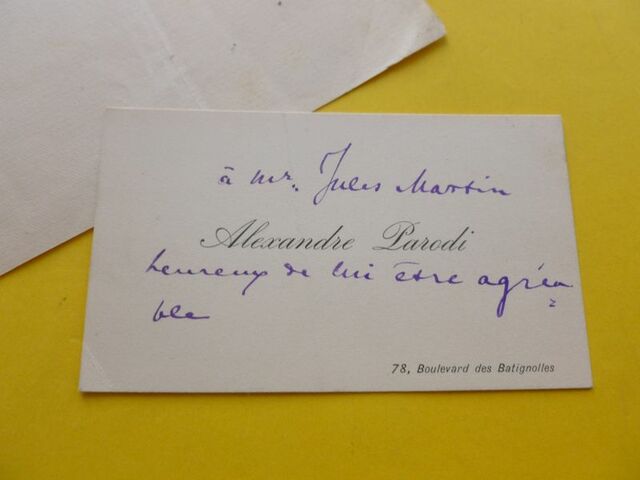 à Mr. Jules Martin
Alexandre Parodi
heureux de lui être agréa=
ble
78, Boulevard des Batignolles